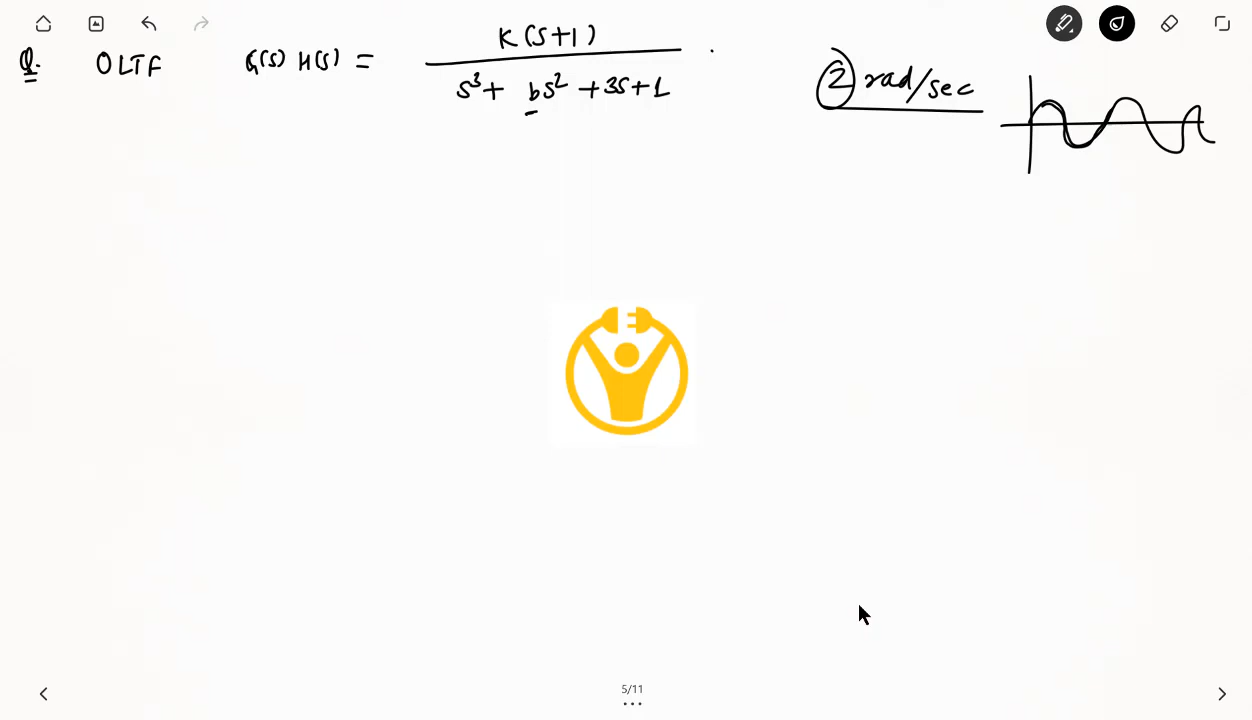 Q. OLTF G(s) H(s) = K(s+1) / s³ + bs² + 3s + 1 2 rad/sec
5/11